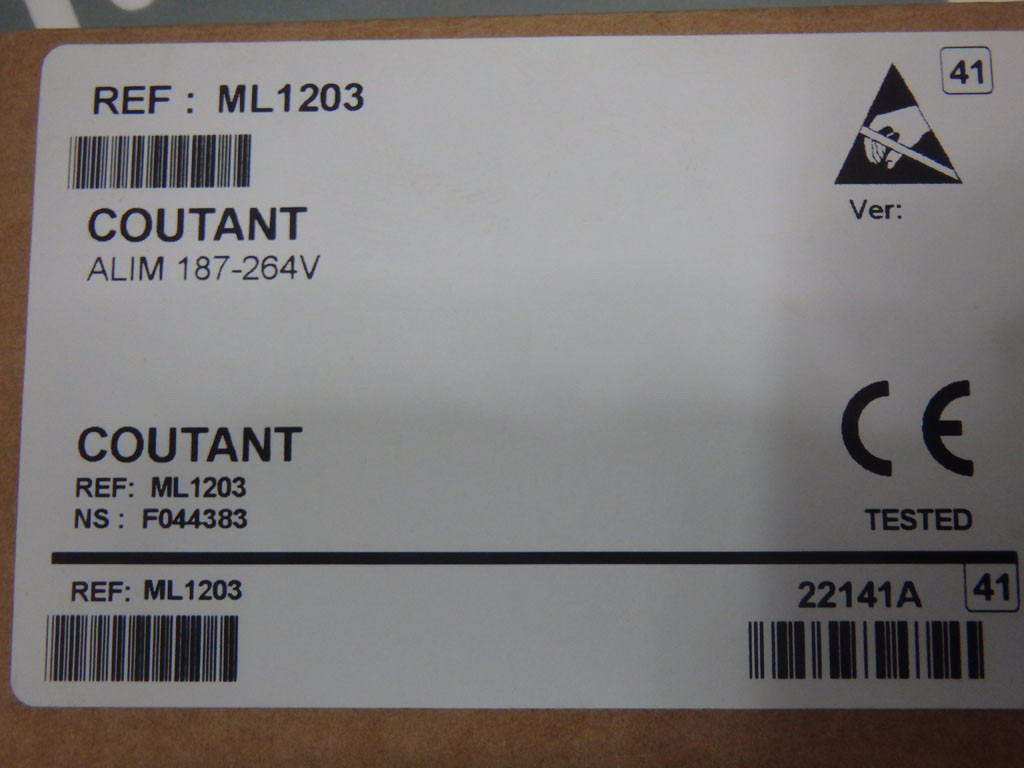 REF : ML1203
41
COUTANT
ALIM 187-264V
Ver:
COUTANT
REF: ML1203
NS : F044383
CE
TESTED
REF: ML1203
22141A
41